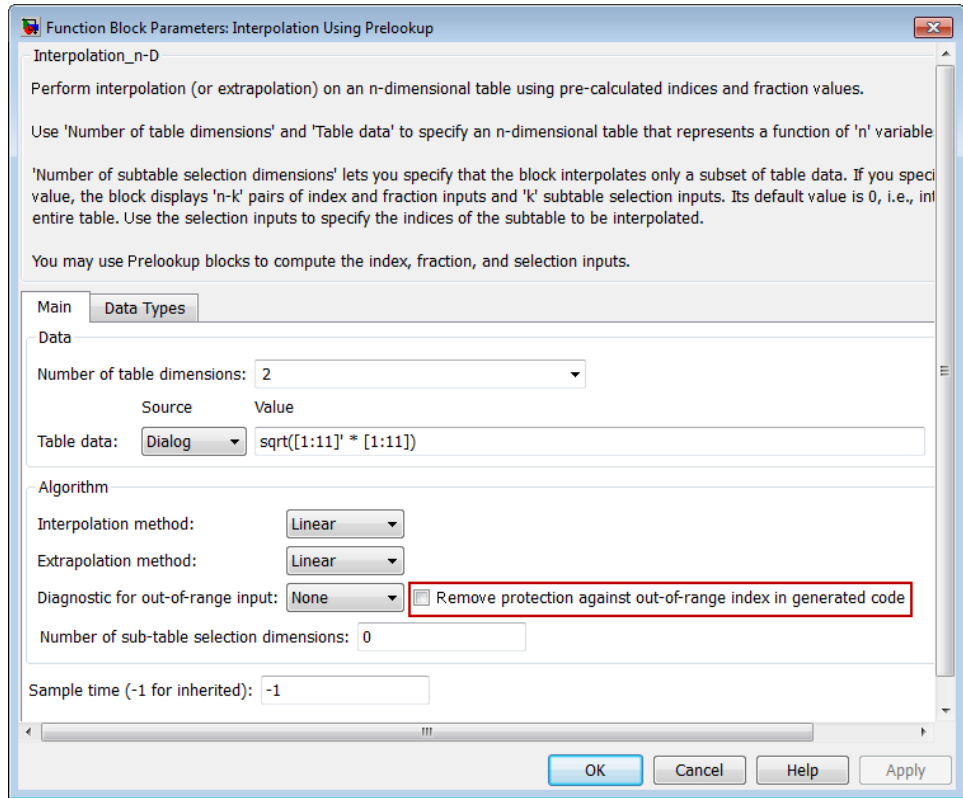 Function Block Parameters: Interpolation Using Prelookup
Interpolation_n-D
Perform interpolation (or extrapolation) on an n-dimensional table using pre-calculated indices and fraction values.
Use 'Number of table dimensions' and 'Table data' to specify an n-dimensional table that represents a function of 'n' variable
'Number of subtable selection dimensions' lets you specify that the block interpolates only a subset of table data. If you speci
value, the block displays 'n-k' pairs of index and fraction inputs and 'k' subtable selection inputs. Its default value is 0, i.e., int
entire table. Use the selection inputs to specify the indices of the subtable to be interpolated.
You may use Prelookup blocks to compute the index, fraction, and selection inputs.
Main Data Types
Data
Number of table dimensions: 2
Source Value
Table data: Dialog sqrt([1:11]' * [1:11])
Algorithm
Interpolation method: Linear
Extrapolation method: Linear
Diagnostic for out-of-range input: None Remove protection against out-of-range index in generated code
Number of sub-table selection dimensions: 0
Sample time (-1 for inherited): -1
OK Cancel Help Apply